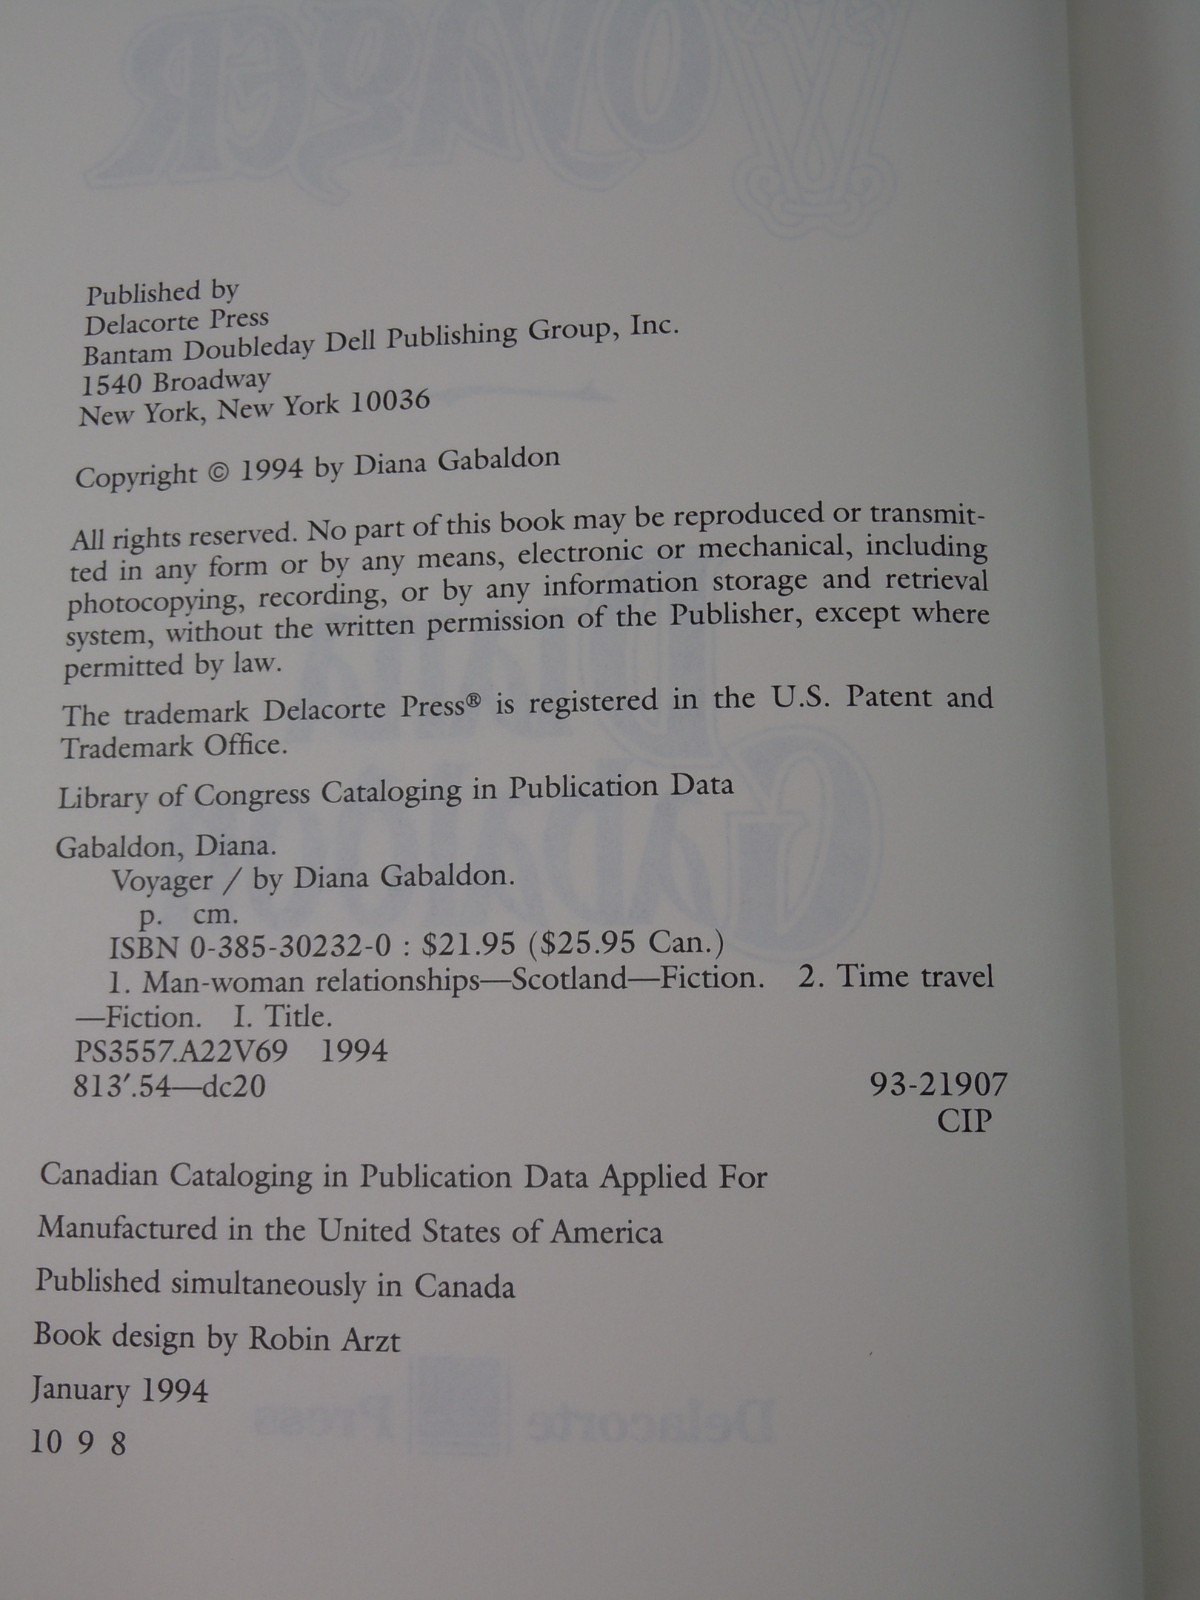 Published by
Delacorte Press
Bantam Doubleday Dell Publishing Group, Inc.
1540 Broadway
New York, New York 10036
Copyright © 1994 by Diana Gabaldon
All rights reserved. No part of this book may be reproduced or transmit-
ted in any form or by any means, electronic or mechanical, including
photocopying, recording, or by any information storage and retrieval
system, without the written permission of the Publisher, except where
permitted by law.
The trademark Delacorte Press® is registered in the U.S. Patent and
Trademark Office.
Library of Congress Cataloging in Publication Data
Gabaldon, Diana.
Voyager / by Diana Gabaldon.
p. cm.
ISBN 0-385-30232-0 : $21.95 ($25.95 Can.)
1. Man-woman relationships—Scotland—Fiction. 2. Time travel
—Fiction. I. Title.
PS3557.A22V69 1994
813′.54—dc20 93-21907
CIP
Canadian Cataloging in Publication Data Applied For
Manufactured in the United States of America
Published simultaneously in Canada
Book design by Robin Arzt
January 1994
10 9 8